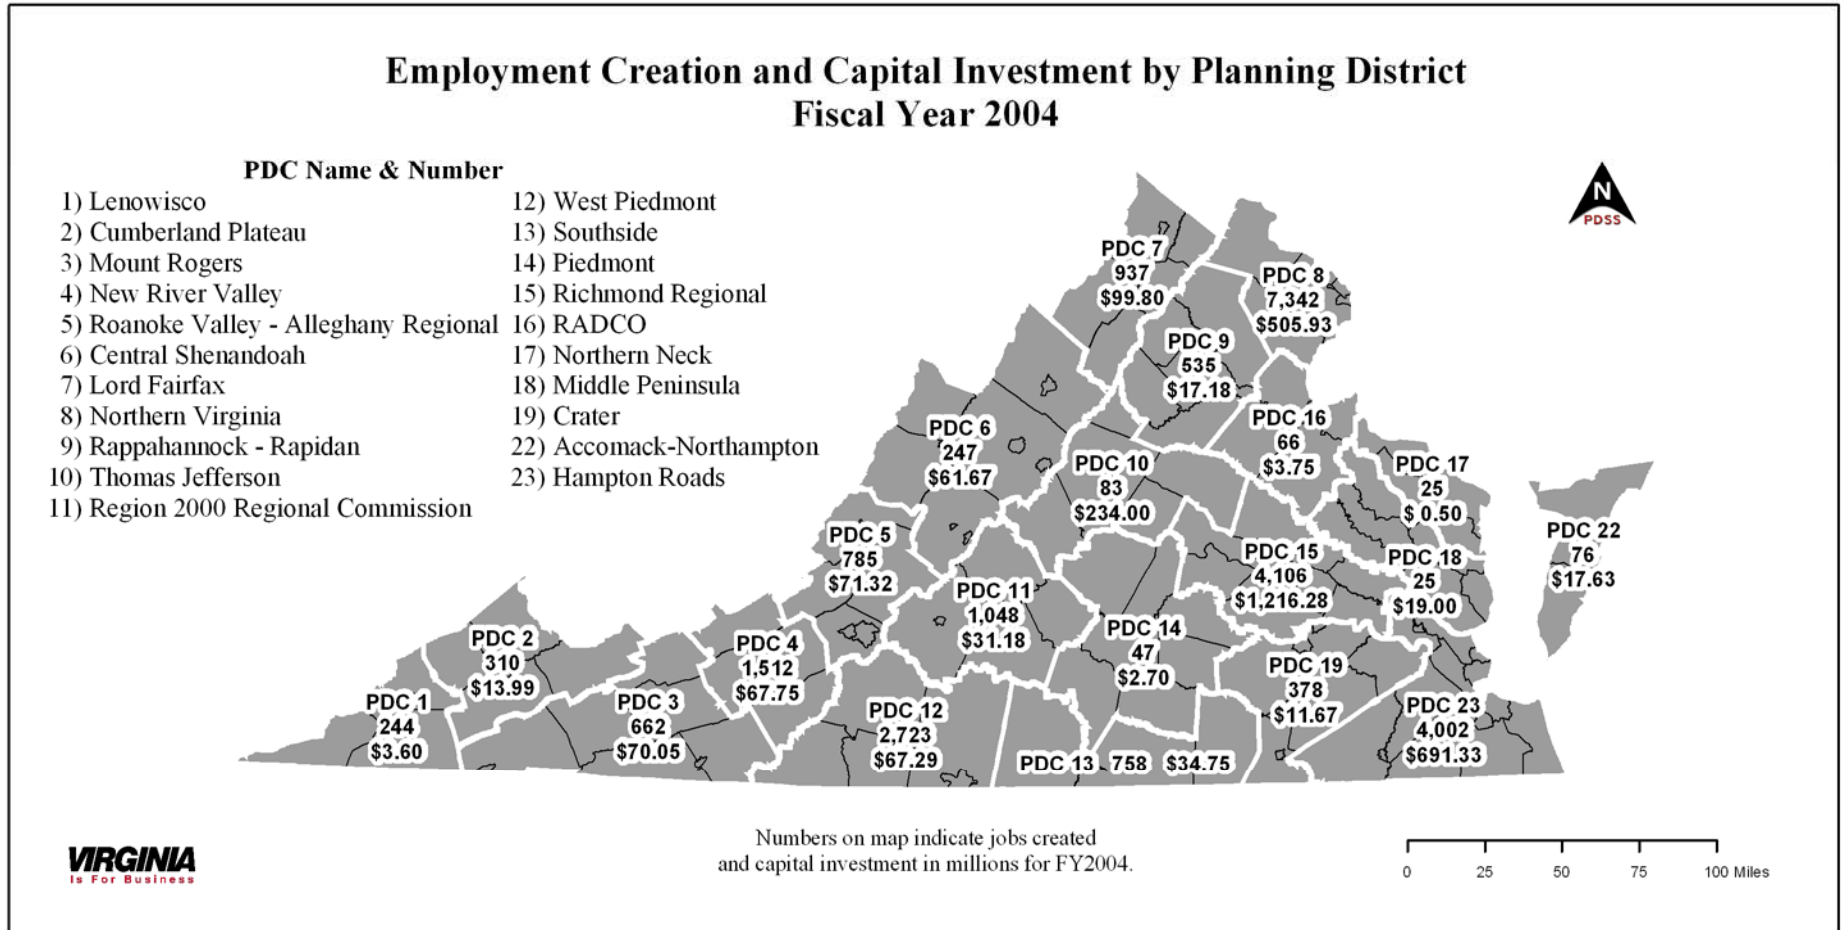 Employment Creation and Capital Investment by Planning District
Fiscal Year 2004
PDC Name & Number
1) Lenowisco
2) Cumberland Plateau
3) Mount Rogers
4) New River Valley
5) Roanoke Valley - Alleghany Regional
6) Central Shenandoah
7) Lord Fairfax
8) Northern Virginia
9) Rappahannock - Rapidan
10) Thomas Jefferson
11) Region 2000 Regional Commission
12) West Piedmont
13) Southside
14) Piedmont
15) Richmond Regional
16) RADCO
17) Northern Neck
18) Middle Peninsula
19) Crater
22) Accomack-Northampton
23) Hampton Roads
N
PDSS
PDC 7
937
$99.80
PDC 8
7,342
$505.93
PDC 9
535
$17.18
PDC 16
66
$3.75
PDC 6
247
$61.67
PDC 10
83
$234.00
PDC 17
25
$ 0.50
PDC 22
76
$17.63
PDC 5
785
$71.32
PDC 15
4,106
$1,216.28
PDC 18
25
$19.00
PDC 11
1,048
$31.18
PDC 14
47
$2.70
PDC 2
310
$13.99
PDC 4
1,512
$67.75
PDC 19
378
$11.67
PDC 1
244
$3.60
PDC 3
662
$70.05
PDC 12
2,723
$67.29
PDC 23
4,002
$691.33
PDC 13 758 $34.75
Numbers on map indicate jobs created
and capital investment in millions for FY2004.
VIRGINIA
Is For Business
0 25 50 75 100 Miles